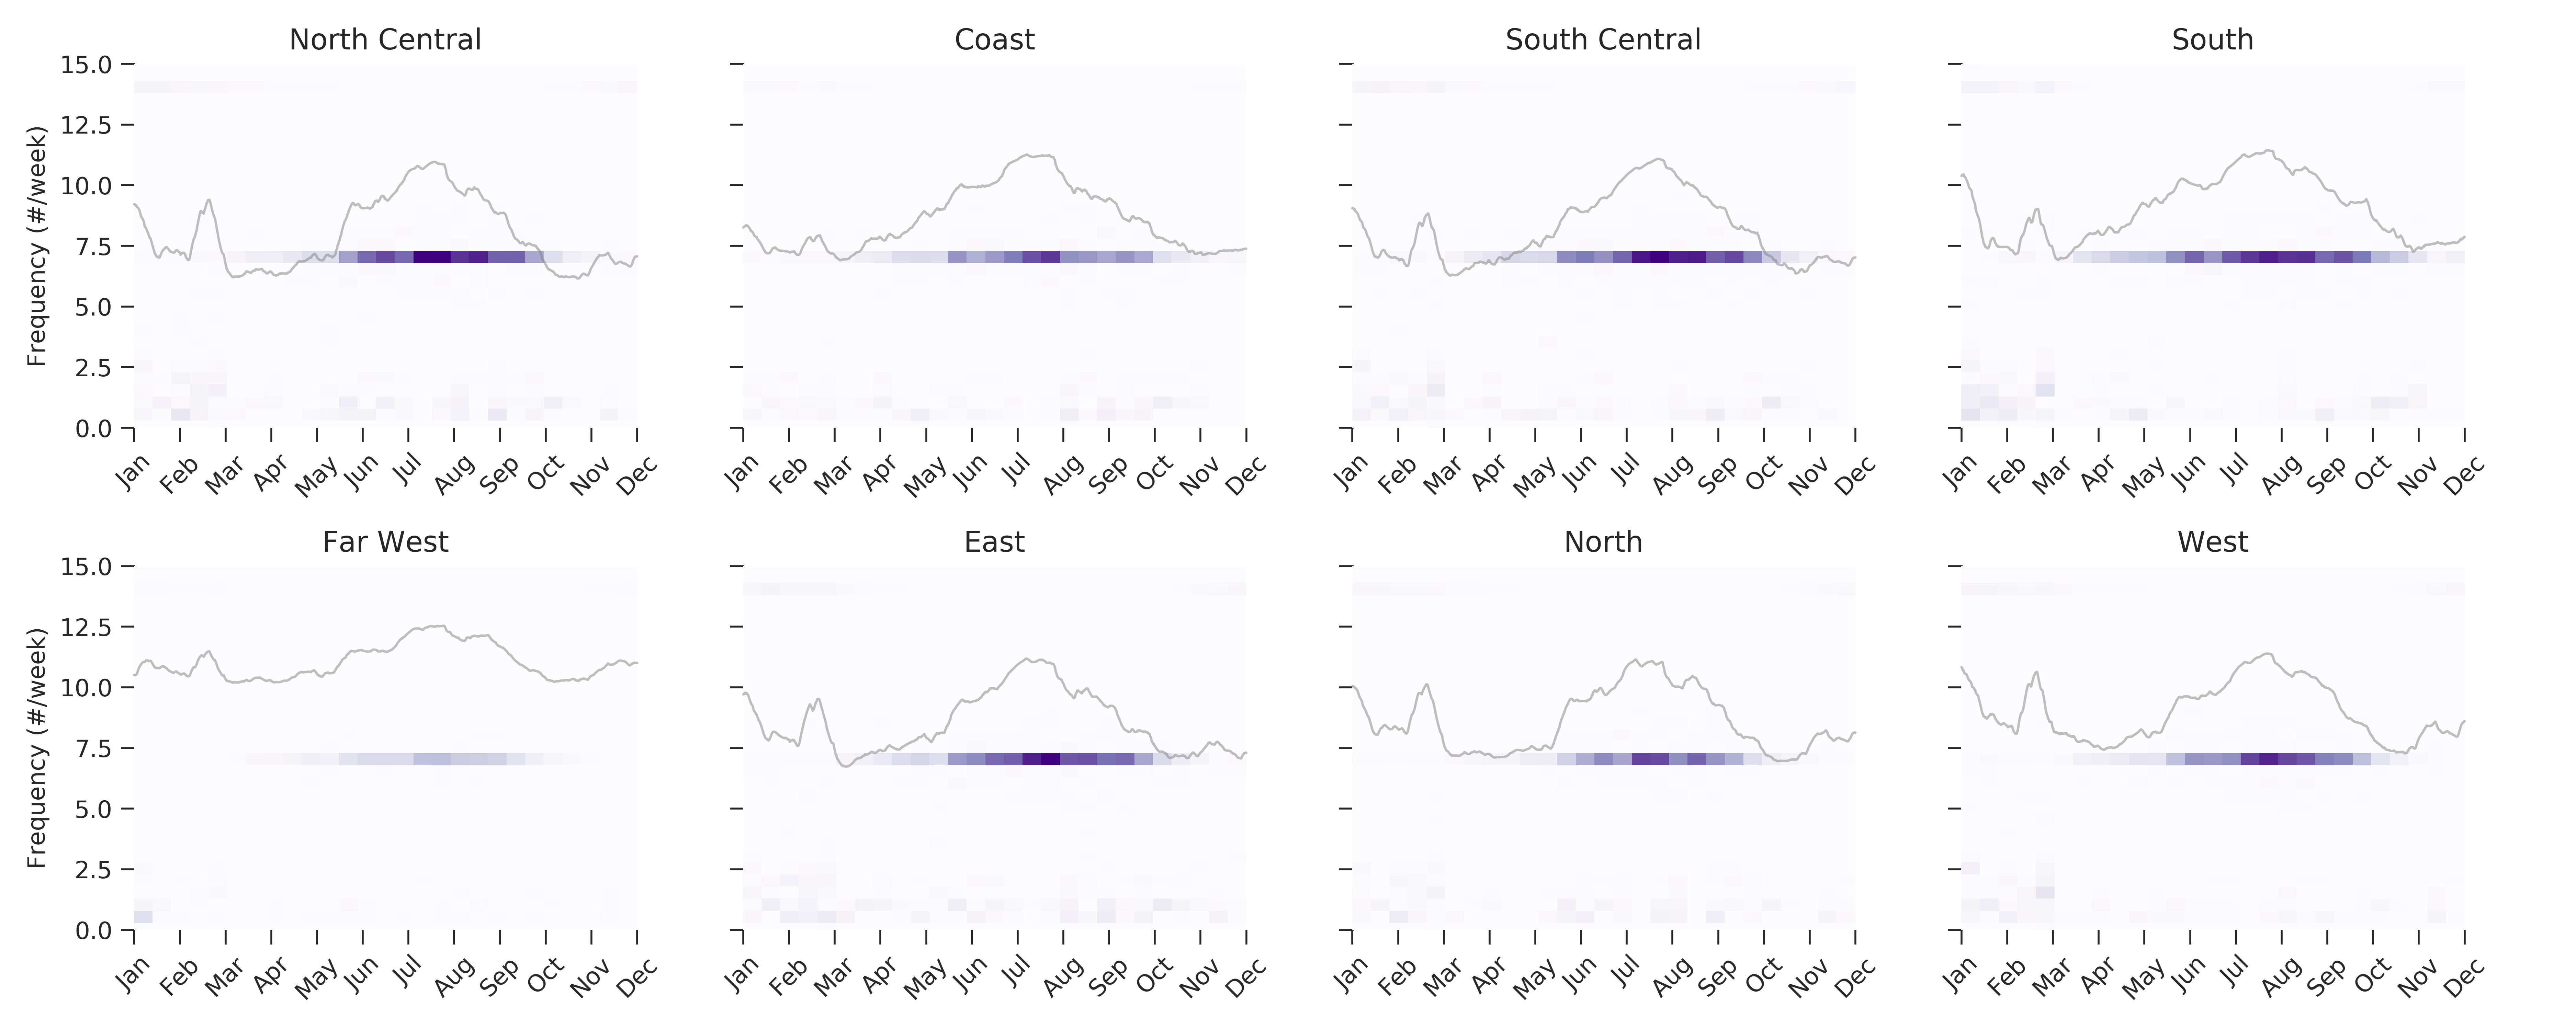 North Central
Coast
South Central
South
Frequency (#/week)
15.0
12.5
10.0
7.5
5.0
2.5
0.0
Jan Feb Mar Apr May Jun Jul Aug Sep Oct Nov Dec
Jan Feb Mar Apr May Jun Jul Aug Sep Oct Nov Dec
Jan Feb Mar Apr May Jun Jul Aug Sep Oct Nov Dec
Jan Feb Mar Apr May Jun Jul Aug Sep Oct Nov Dec
Far West
East
North
West
Frequency (#/week)
15.0
12.5
10.0
7.5
5.0
2.5
0.0
Jan Feb Mar Apr May Jun Jul Aug Sep Oct Nov Dec
Jan Feb Mar Apr May Jun Jul Aug Sep Oct Nov Dec
Jan Feb Mar Apr May Jun Jul Aug Sep Oct Nov Dec
Jan Feb Mar Apr May Jun Jul Aug Sep Oct Nov Dec